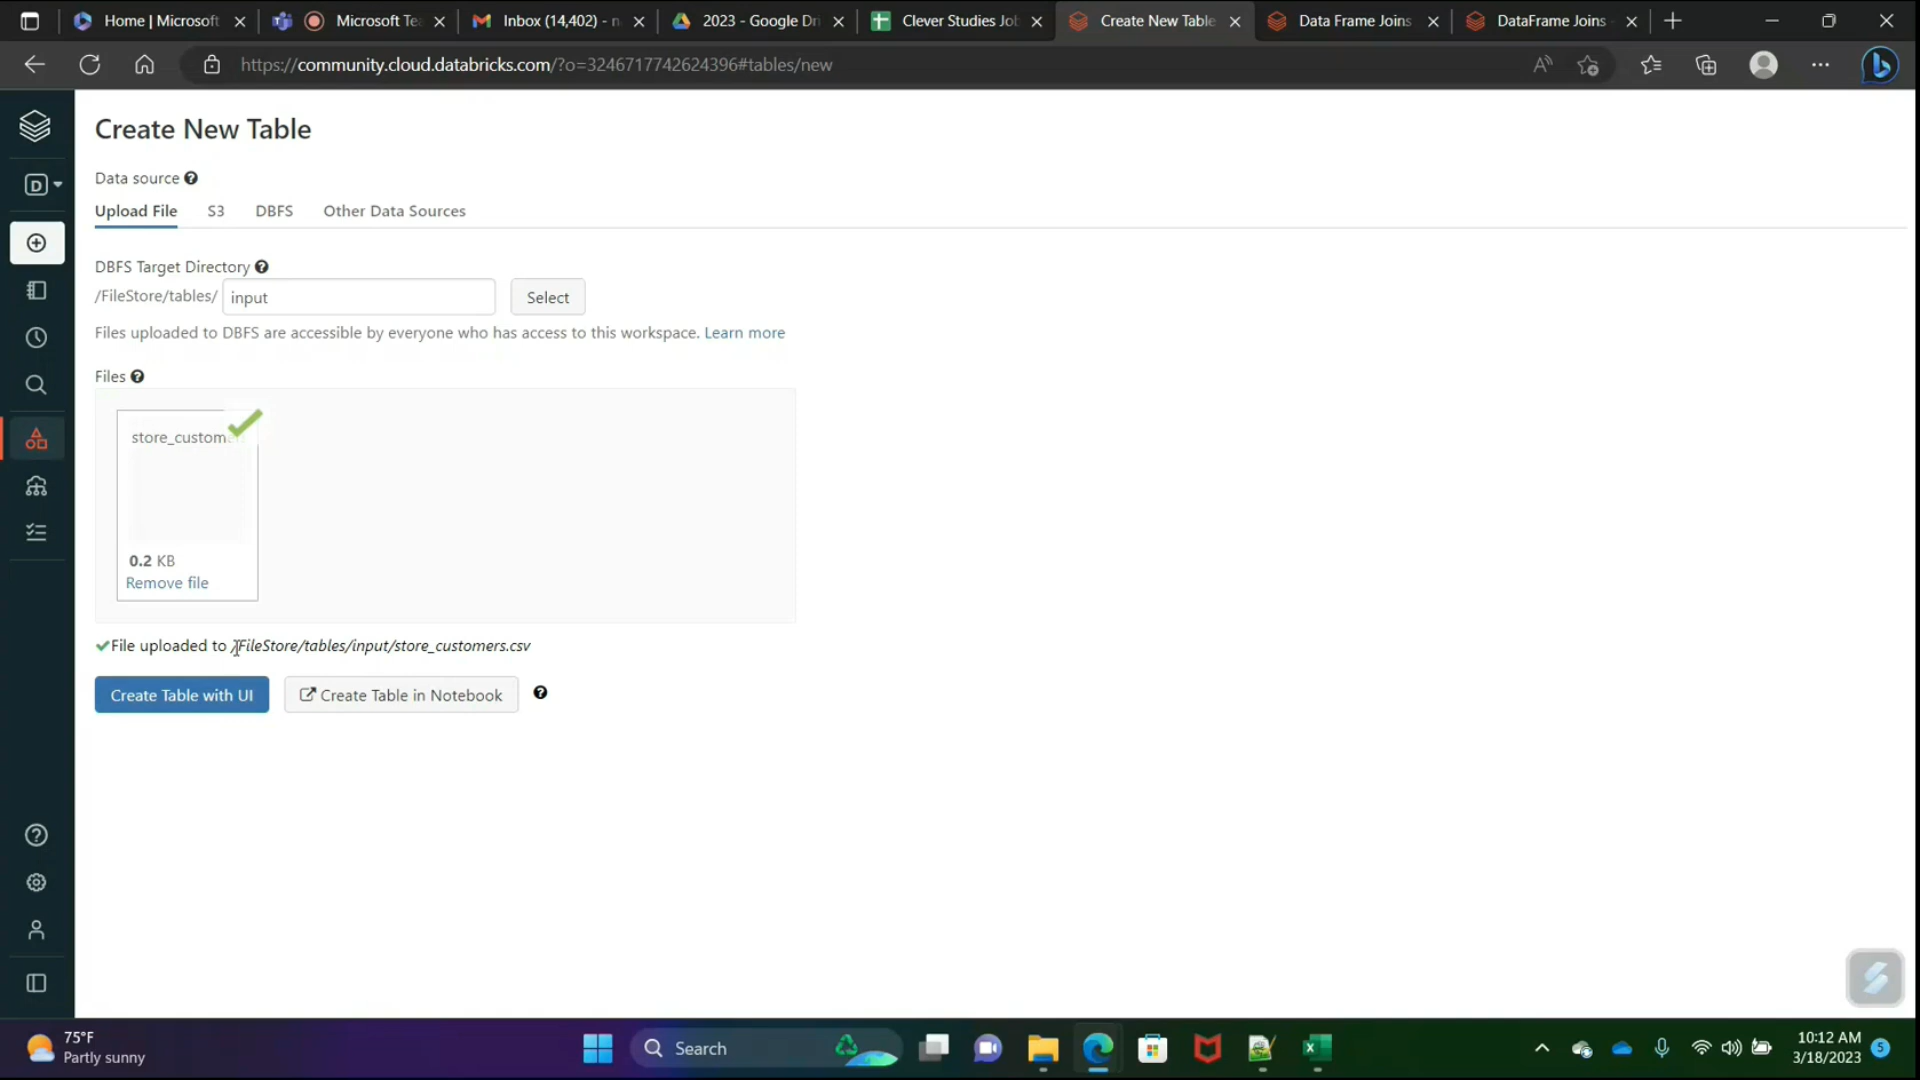 Home | Microsoft
Microsoft Te
Inbox (14,402) - n
2023 - Google Dri
Clever Studies Job
Create New Table
Data Frame Joins
DataFrame Joins -
https://community.cloud.databricks.com/?o=3246717742624396#tables/new
D
Create New Table
Data source
Upload File S3 DBFS Other Data Sources
DBFS Target Directory
/FileStore/tables/ input Select
Files uploaded to DBFS are accessible by everyone who has access to this workspace. Learn more
Files
store_custom
0.2 KB
Remove file
File uploaded to /FileStore/tables/input/store_customers.csv
Create Table with UI Create Table in Notebook
75°F
Partly sunny
Search
10:12 AM
3/18/2023
5